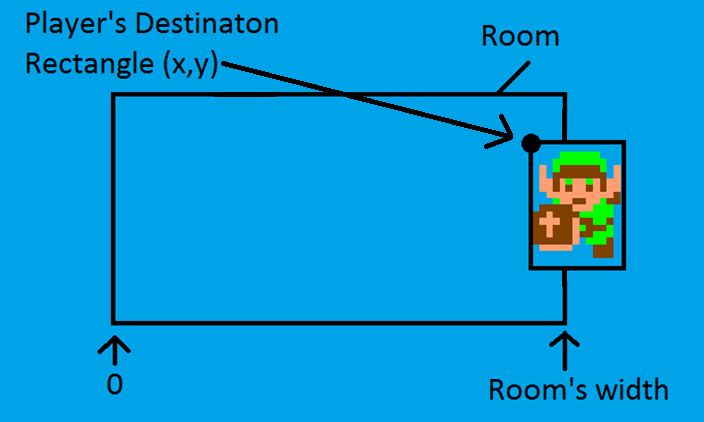 Player's Destinaton
Rectangle (x,y)
Room
0
Room's width